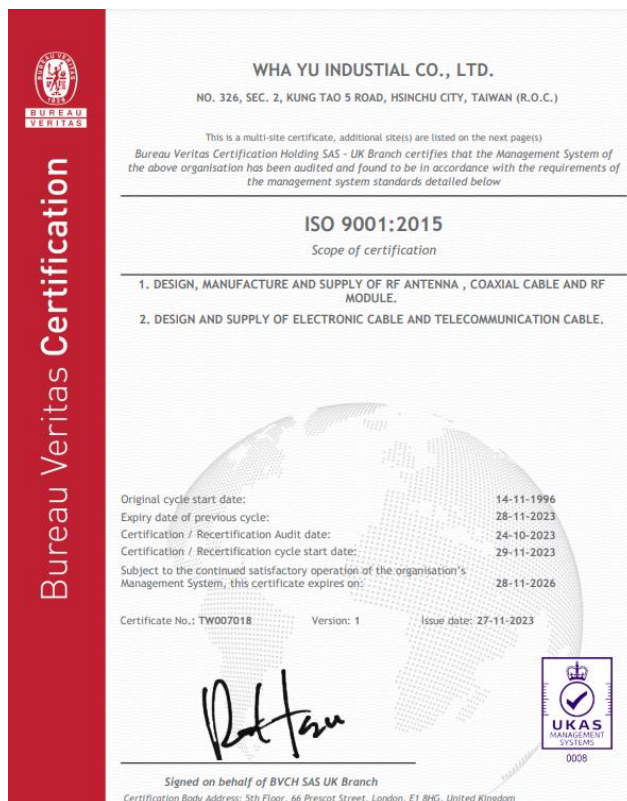 BUREAU
VERITAS
1828
Bureau Veritas Certification
WHA YU INDUSTIAL CO., LTD.
NO. 326, SEC. 2, KUNG TAO 5 ROAD, HSINCHU CITY, TAIWAN (R.O.C.)
This is a multi-site certificate, additional site(s) are listed on the next page(s)
Bureau Veritas Certification Holding SAS - UK Branch certifies that the Management System of
the above organisation has been audited and found to be in accordance with the requirements of
the management system standards detailed below
ISO 9001:2015
Scope of certification
1. DESIGN, MANUFACTURE AND SUPPLY OF RF ANTENNA , COAXIAL CABLE AND RF
MODULE.
2. DESIGN AND SUPPLY OF ELECTRONIC CABLE AND TELECOMMUNICATION CABLE.
Original cycle start date: 14-11-1996
Expiry date of previous cycle: 28-11-2023
Certification / Recertification Audit date: 24-10-2023
Certification / Recertification cycle start date: 29-11-2023
Subject to the continued satisfactory operation of the organisation's
Management System, this certificate expires on: 28-11-2026
Certificate No.: TW007018 Version: 1 Issue date: 27-11-2023
UKAS
MANAGEMENT
SYSTEMS
0008
Signed on behalf of BVCH SAS UK Branch
Certification Body Address: 5th Floor, 66 Prescot Street, London, E1 8HG, United Kingdom